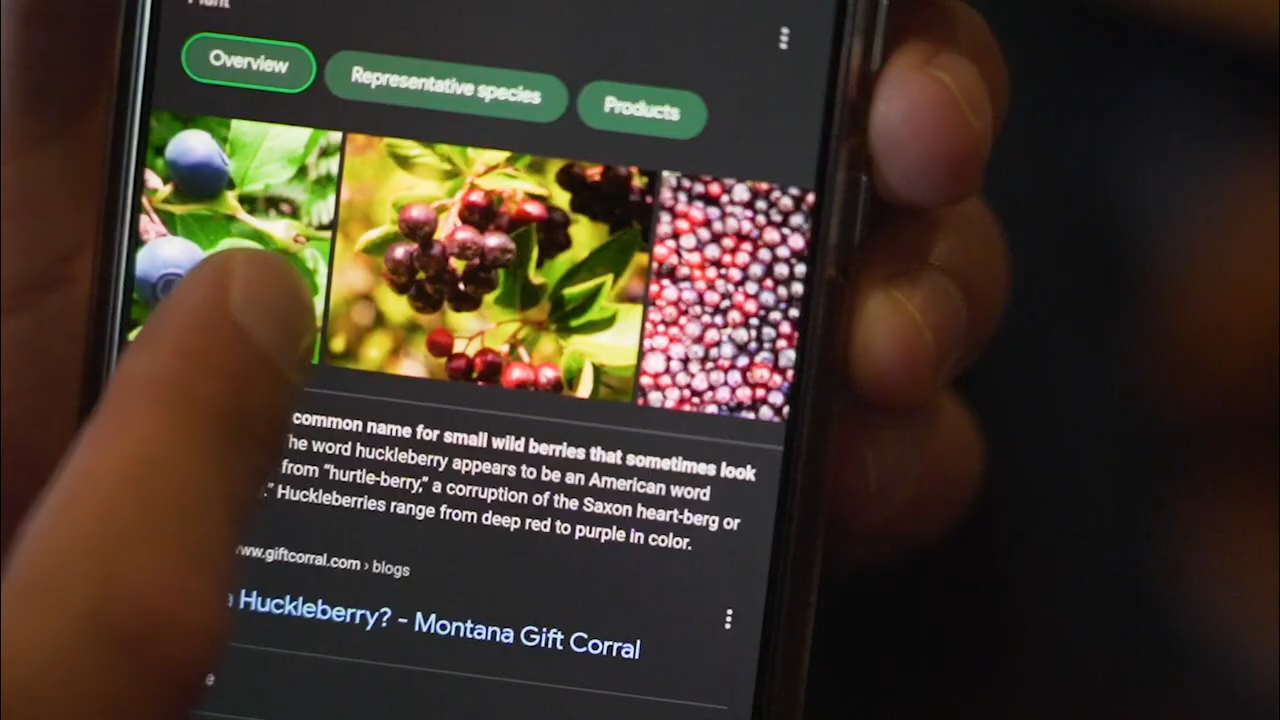 Plant
Overview
Representative species
Products
common name for small wild berries that sometimes look
he word huckleberry appears to be an American word
from “hurtle-berry,” a corruption of the Saxon heart-berg or
.” Huckleberries range from deep red to purple in color.
www.giftcorral.com › blogs
a Huckleberry? - Montana Gift Corral
e